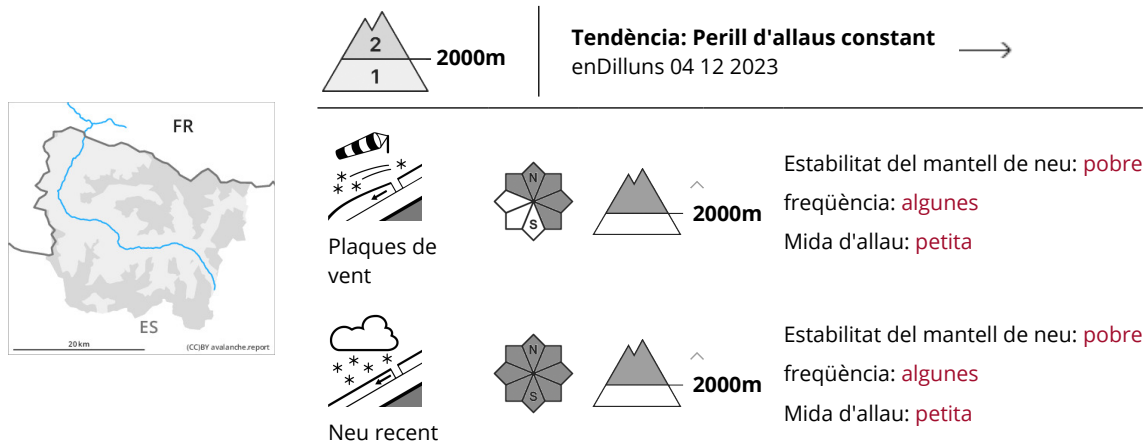 2
1
2000m
Tendència: Perill d'allaus constant
enDilluns 04 12 2023
FR
ES
20 km
(CC)BY avalanche.report
N
S
2000m
Plaques de
vent
Estabilitat del mantell de neu: pobre
freqüència: algunes
Mida d'allau: petita
N
S
2000m
Neu recent
Estabilitat del mantell de neu: pobre
freqüència: algunes
Mida d'allau: petita